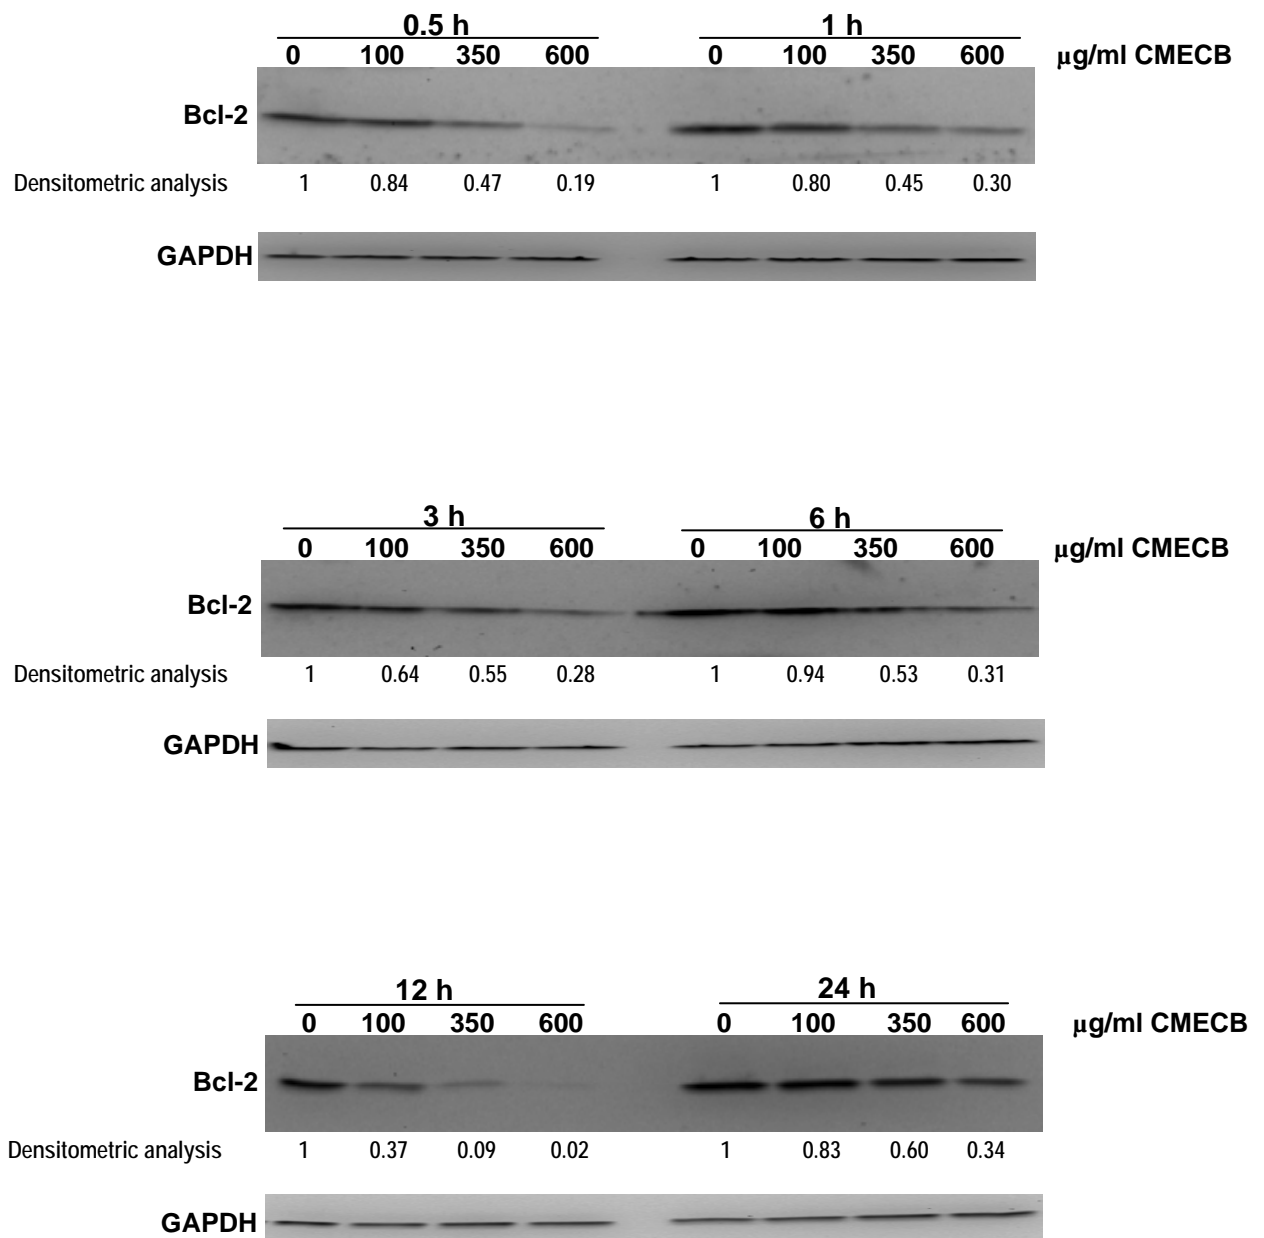 0.5 h 1 h
0 100 350 600 0 100 350 600 μg/ml CMECB
Bcl-2
Densitometric analysis 1 0.84 0.47 0.19 1 0.80 0.45 0.30
GAPDH
3 h 6 h
0 100 350 600 0 100 350 600 μg/ml CMECB
Bcl-2
Densitometric analysis 1 0.64 0.55 0.28 1 0.94 0.53 0.31
GAPDH
12 h 24 h
0 100 350 600 0 100 350 600 μg/ml CMECB
Bcl-2
Densitometric analysis 1 0.37 0.09 0.02 1 0.83 0.60 0.34
GAPDH